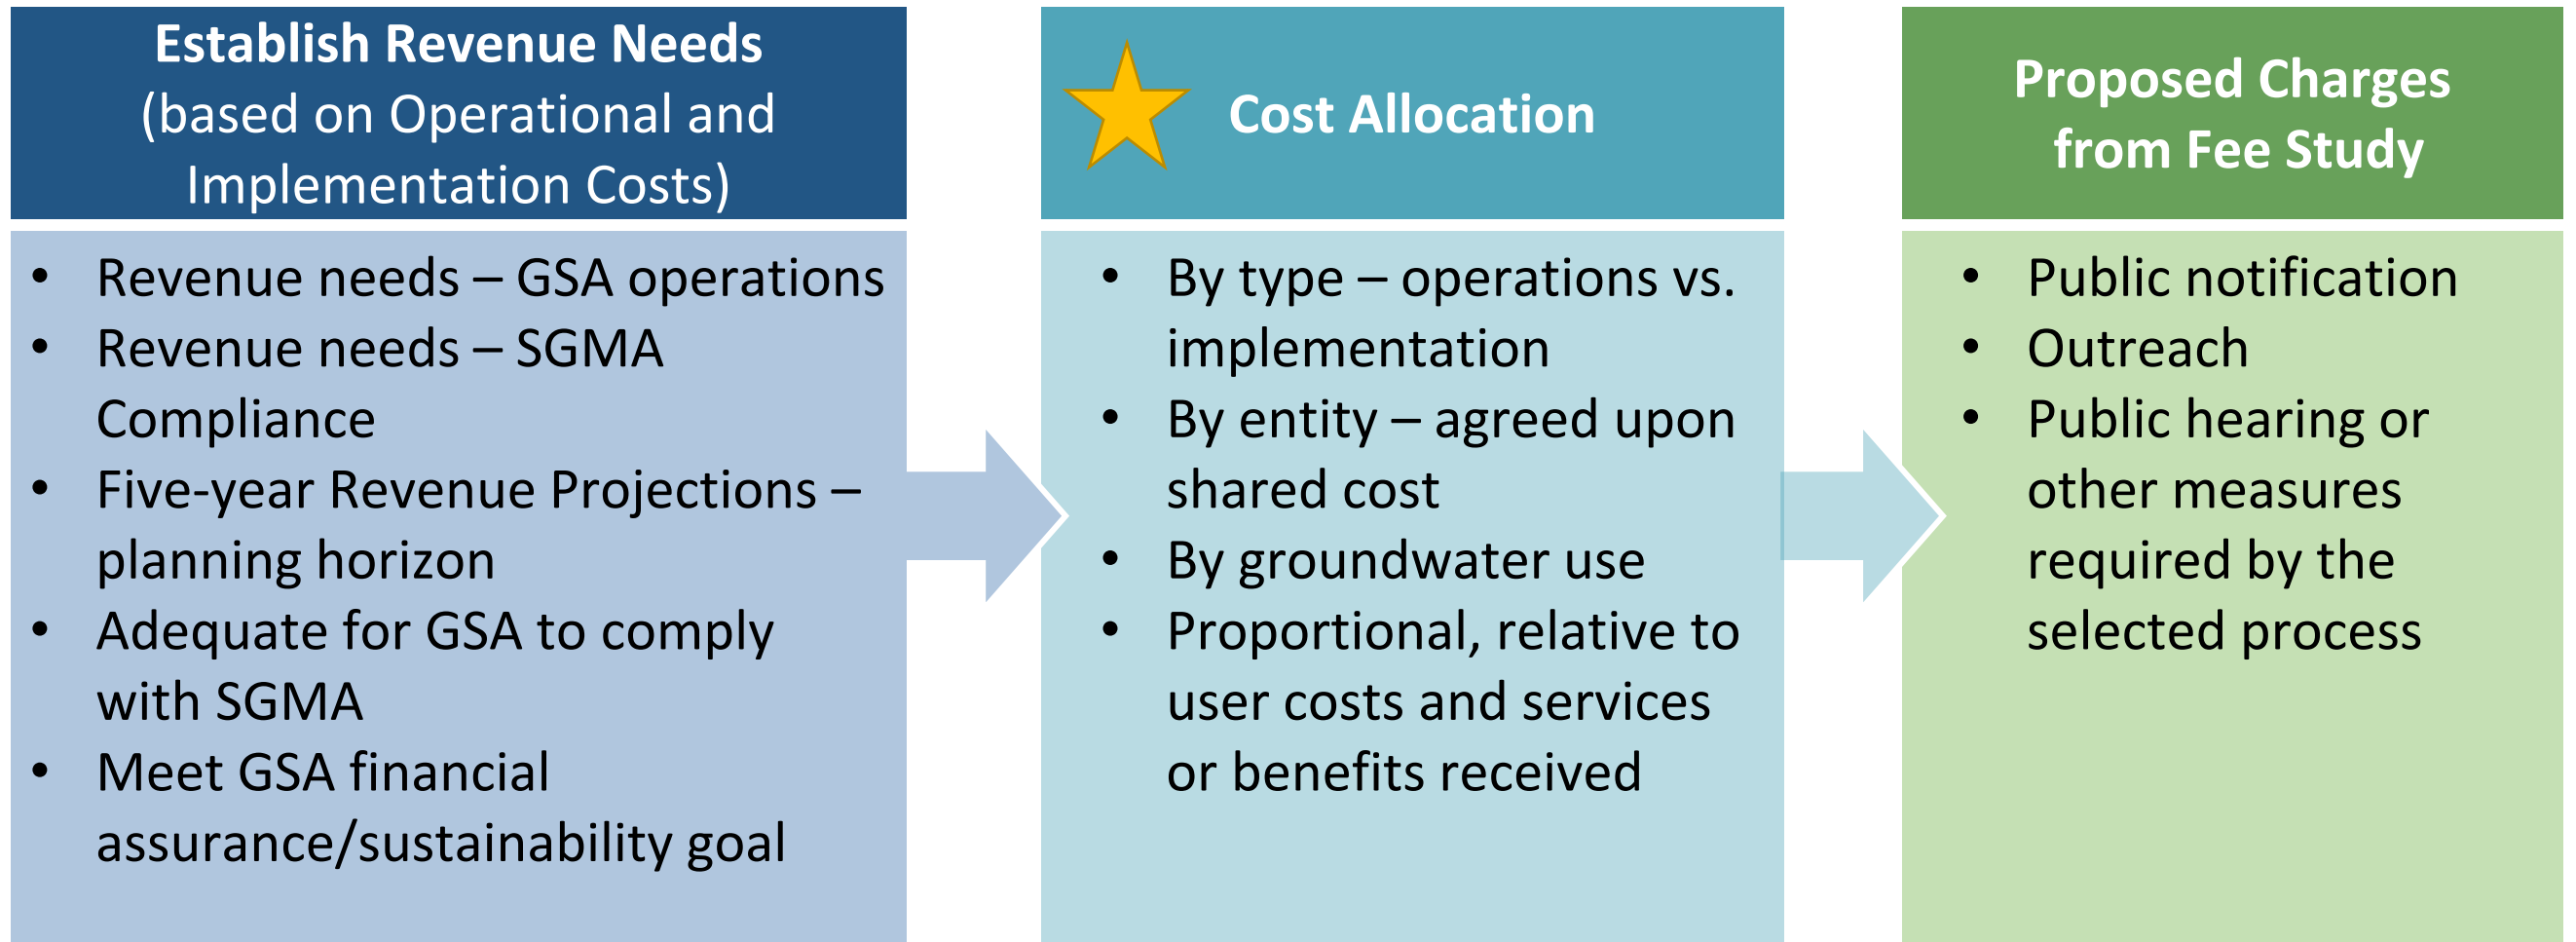 Establish Revenue Needs
(based on Operational and
Implementation Costs)
• Revenue needs – GSA operations
• Revenue needs – SGMA
Compliance
• Five-year Revenue Projections –
planning horizon
• Adequate for GSA to comply
with SGMA
• Meet GSA financial
assurance/sustainability goal
Cost Allocation
• By type – operations vs.
implementation
• By entity – agreed upon
shared cost
• By groundwater use
• Proportional, relative to
user costs and services
or benefits received
Proposed Charges
from Fee Study
• Public notification
• Outreach
• Public hearing or
other measures
required by the
selected process